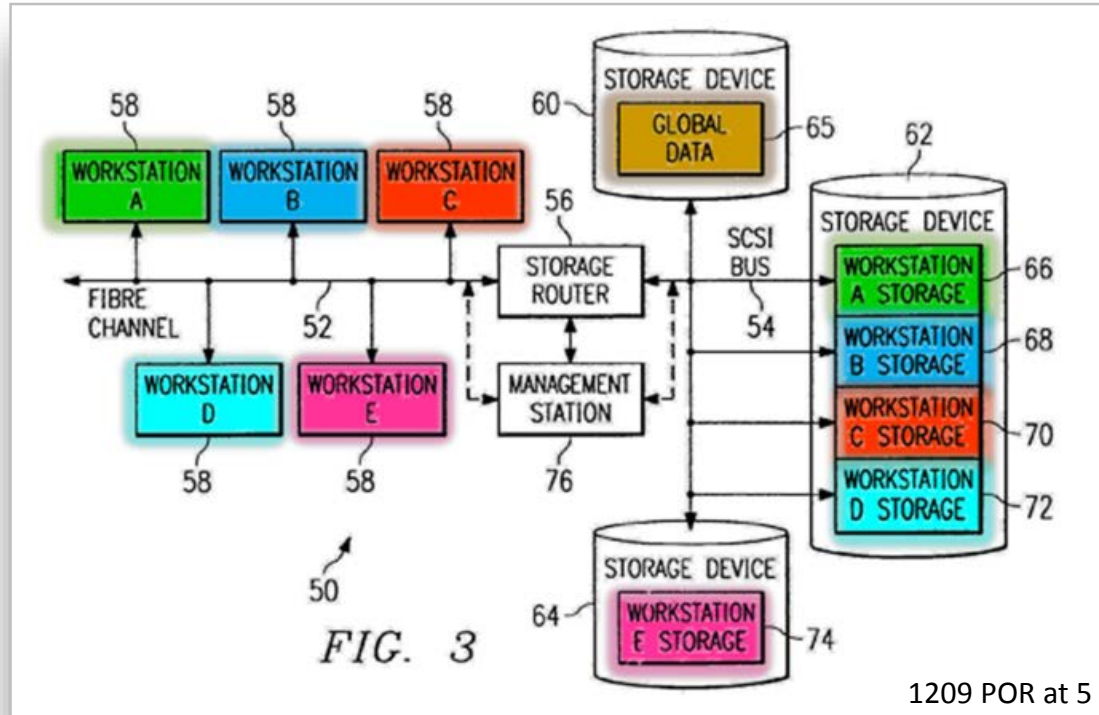 58
58
58
WORKSTATION
A
WORKSTATION
B
WORKSTATION
C
60
STORAGE DEVICE
GLOBAL
DATA
65
62
STORAGE DEVICE
WORKSTATION
A STORAGE
66
WORKSTATION
B STORAGE
68
WORKSTATION
C STORAGE
70
WORKSTATION
D STORAGE
72
56
STORAGE
ROUTER
SCSI
BUS
54
FIBRE
CHANNEL
52
WORKSTATION
D
WORKSTATION
E
MANAGEMENT
STATION
58
58
76
50
STORAGE DEVICE
64
WORKSTATION
E STORAGE
74
FIG. 3
1209 POR at 5